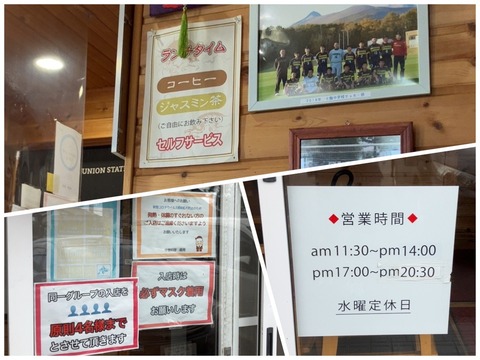 ランチタイム
コーヒー
ジャスミン茶
(ご自由にお飲み下さい)
セルフサービス
UNION STAT
同一グループの入店を
原則4名様まで
とさせて頂きます
入店時は
必ずマスク着用
お願いします
◆営業時間◆
am11:30~pm14:00
pm17:00~pm20:30
水曜定休日